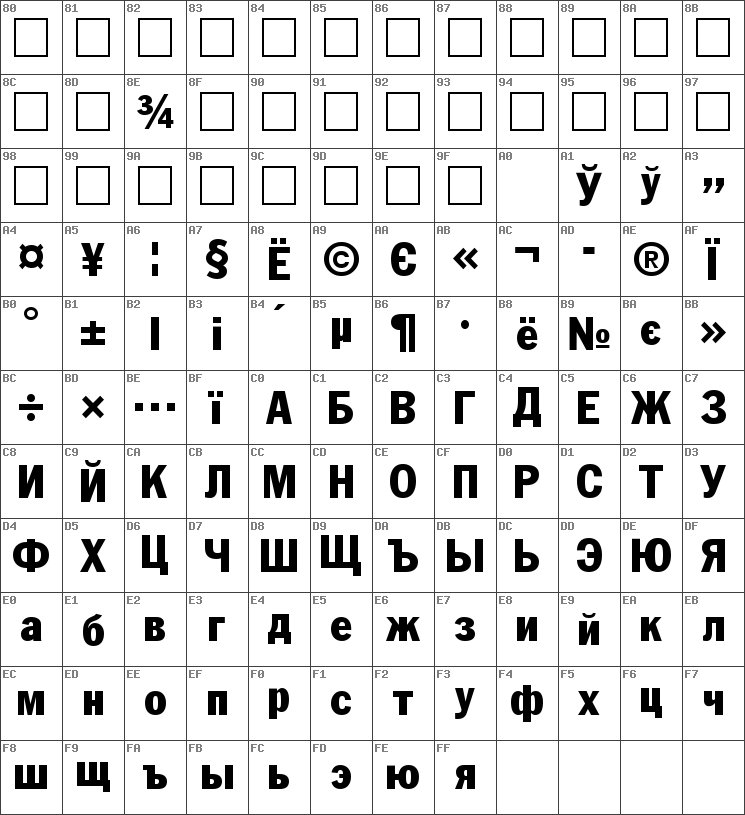 80 81 82 83 84 85 86 87 88 89 8A 8B
8C 8D 8E 8F 90 91 92 93 94 95 96 97
¾
98 99 9A 9B 9C 9D 9E 9F A0 A1 A2 A3
Ў ў „
A4 A5 A6 A7 A8 A9 AA AB AC AD AE AF
¤ ¥ ¦ § Ё © Є « ¬ - ® Ї
B0 B1 B2 B3 B4 B5 B6 B7 B8 B9 BA BB
° ± І і ´ µ ¶ · ё № є »
BC BD BE BF C0 C1 C2 C3 C4 C5 C6 C7
÷ × … ї А Б В Г Д Е Ж З
C8 C9 CA CB CC CD CE CF D0 D1 D2 D3
И Й К Л М Н О П Р С Т У
D4 D5 D6 D7 D8 D9 DA DB DC DD DE DF
Ф Х Ц Ч Ш Щ Ъ Ы Ь Э Ю Я
E0 E1 E2 E3 E4 E5 E6 E7 E8 E9 EA EB
а б в г д е ж з и й к л
EC ED EE EF F0 F1 F2 F3 F4 F5 F6 F7
м н о п р с т у ф х ц ч
F8 F9 FA FB FC FD FE FF
ш щ ъ ы ь э ю я